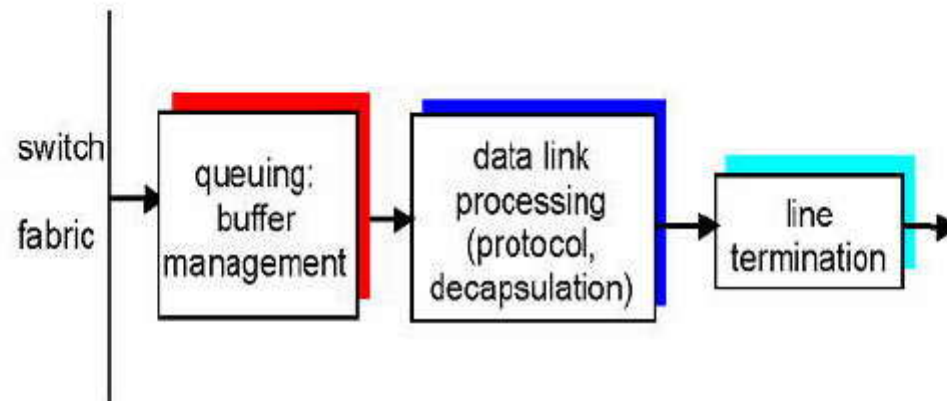 switch
fabric
queuing:
buffer
management
data link
processing
(protocol,
decapsulation)
line
termination